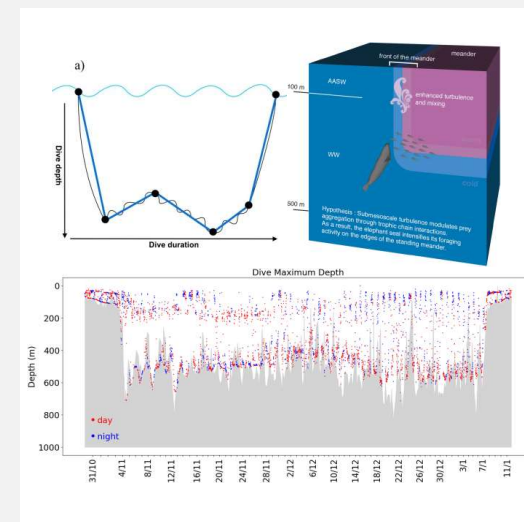 a)
Dive depth
Dive duration
front of the meander
meander
AASW
100 m
enhanced turbulence
and mixing
WW
cold
500 m
Hypothesis : Submesoscale turbulence modulates prey
aggregation through trophic chain interactions.
As a result, the elephant seal intensifies its foraging
activity on the edges of the standing meander.
Dive Maximum Depth
Depth (m)
0
200
400
600
800
1000
day
night
31/10
4/11
8/11
12/11
16/11
20/11
24/11
28/11
2/12
6/12
10/12
14/12
18/12
22/12
26/12
30/12
3/1
7/1
11/1